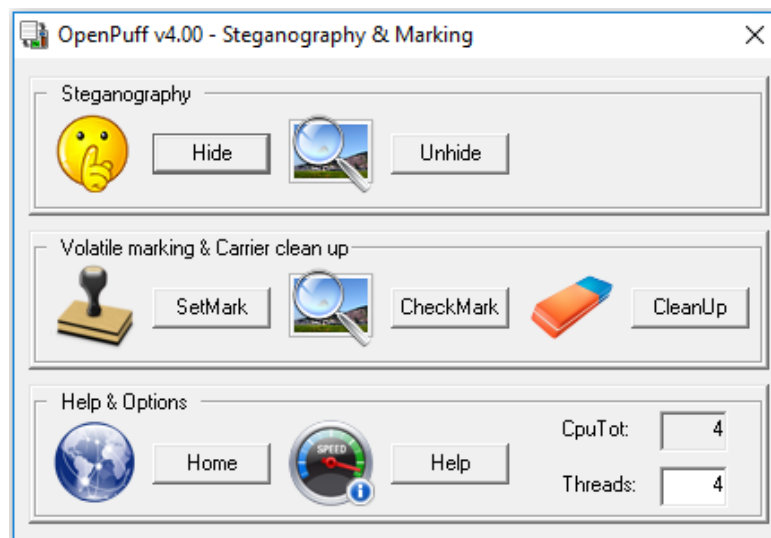 OpenPuff v4.00 - Steganography & Marking
Steganography
Hide
Unhide
Volatile marking & Carrier clean up
SetMark
CheckMark
CleanUp
Help & Options
Home
SPEED
Help
CpuTot: 4
Threads: 4